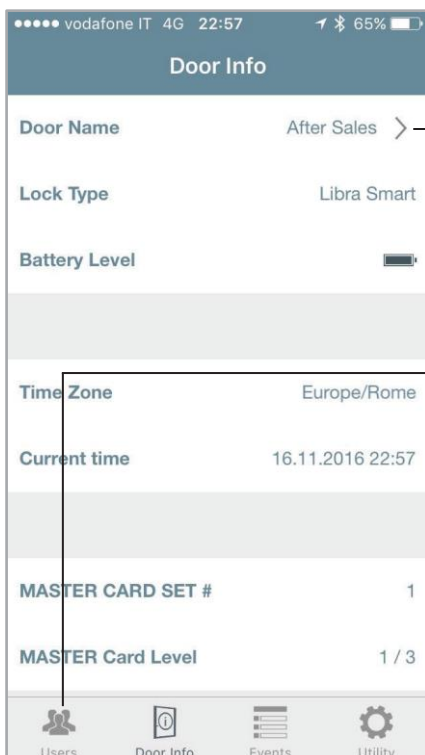 vodafone IT 4G 22:57 65%
Door Info
Door Name After Sales
Lock Type Libra Smart
Battery Level
Time Zone Europe/Rome
Current time 16.11.2016 22:57
MASTER CARD SET # 1
MASTER Card Level 1 / 3
Users Door Info Events Utility